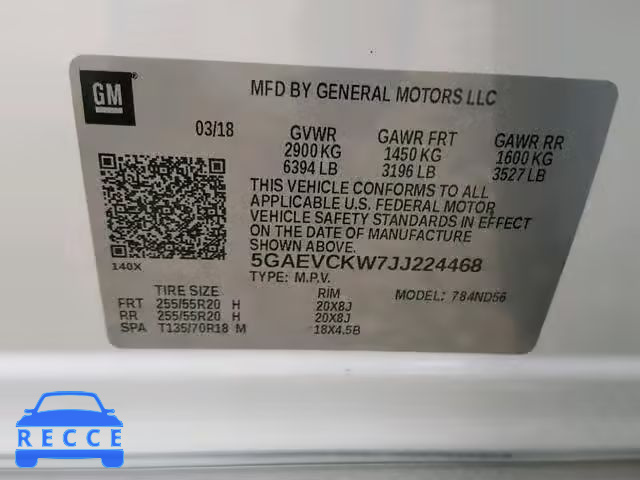 GM
MFD BY GENERAL MOTORS LLC
03/18 GVWR GAWR FRT GAWR RR
2900 KG 1450 KG 1600 KG
6394 LB 3196 LB 3527 LB
THIS VEHICLE CONFORMS TO ALL
APPLICABLE U.S. FEDERAL MOTOR
VEHICLE SAFETY STANDARDS IN EFFECT
ON THE DATE OF MANUFACTURE
SHOWN ABOVE.
140X
5GAEVCKW7JJ224468
TYPE: M.P.V.
TIRE SIZE RIM MODEL: 784ND56
FRT 255/55R20 H 20X8J
RR 255/55R20 H 20X8J
SPA T135/70R18 M 18X4.5B
RECCE